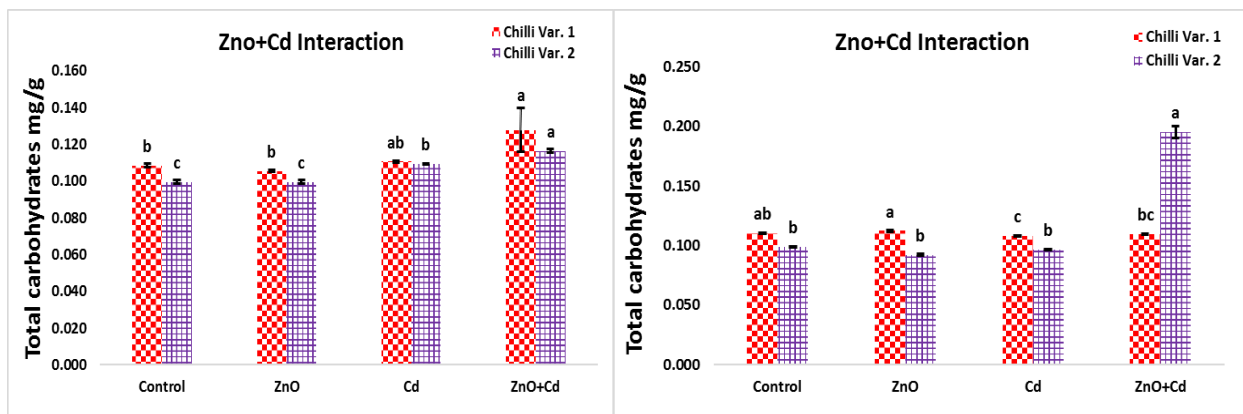 Zno+Cd Interaction
Chilli Var. 1
Chilli Var. 2
Total carbohydrates mg/g
0.160
0.140
0.120
0.100
0.080
0.060
0.040
0.020
0.000
b
c
b
c
ab
b
a
a
Control
ZnO
Cd
ZnO+Cd
Zno+Cd Interaction
Chilli Var. 1
Chilli Var. 2
Total carbohydrates mg/g
0.250
0.200
0.150
0.100
0.050
0.000
ab
b
a
b
c
b
bc
a
Control
ZnO
Cd
ZnO+Cd